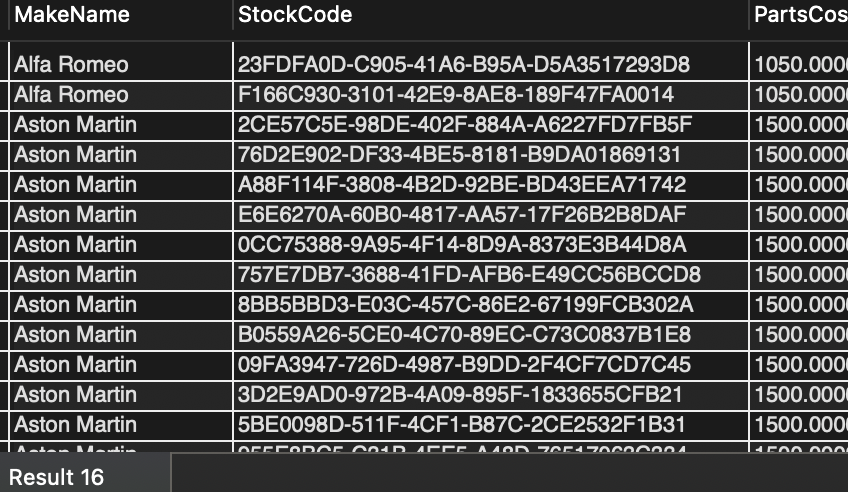 MakeName StockCode PartsCos
Alfa Romeo 23FDFA0D-C905-41A6-B95A-D5A3517293D8 1050.0000
Alfa Romeo F166C930-3101-42E9-8AE8-189F47FA0014 1050.0000
Aston Martin 2CE57C5E-98DE-402F-884A-A6227FD7FB5F 1500.0000
Aston Martin 76D2E902-DF33-4BE5-8181-B9DA01869131 1500.0000
Aston Martin A88F114F-3808-4B2D-92BE-BD43EEA71742 1500.0000
Aston Martin E6E6270A-60B0-4817-AA57-17F26B2B8DAF 1500.0000
Aston Martin 0CC75388-9A95-4F14-8D9A-8373E3B44D8A 1500.0000
Aston Martin 757E7DB7-3688-41FD-AFB6-E49CC56BCCD8 1500.0000
Aston Martin 8BB5BBD3-E03C-457C-86E2-67199FCB302A 1500.0000
Aston Martin B0559A26-5CE0-4C70-89EC-C73C0837B1E8 1500.0000
Aston Martin 09FA3947-726D-4987-B9DD-2F4CF7CD7C45 1500.0000
Aston Martin 3D2E9AD0-972B-4A09-895F-1833655CFB21 1500.0000
Aston Martin 5BE0098D-511F-4CF1-B87C-2CE2532F1B31 1500.0000
Aston Martin
Result 16